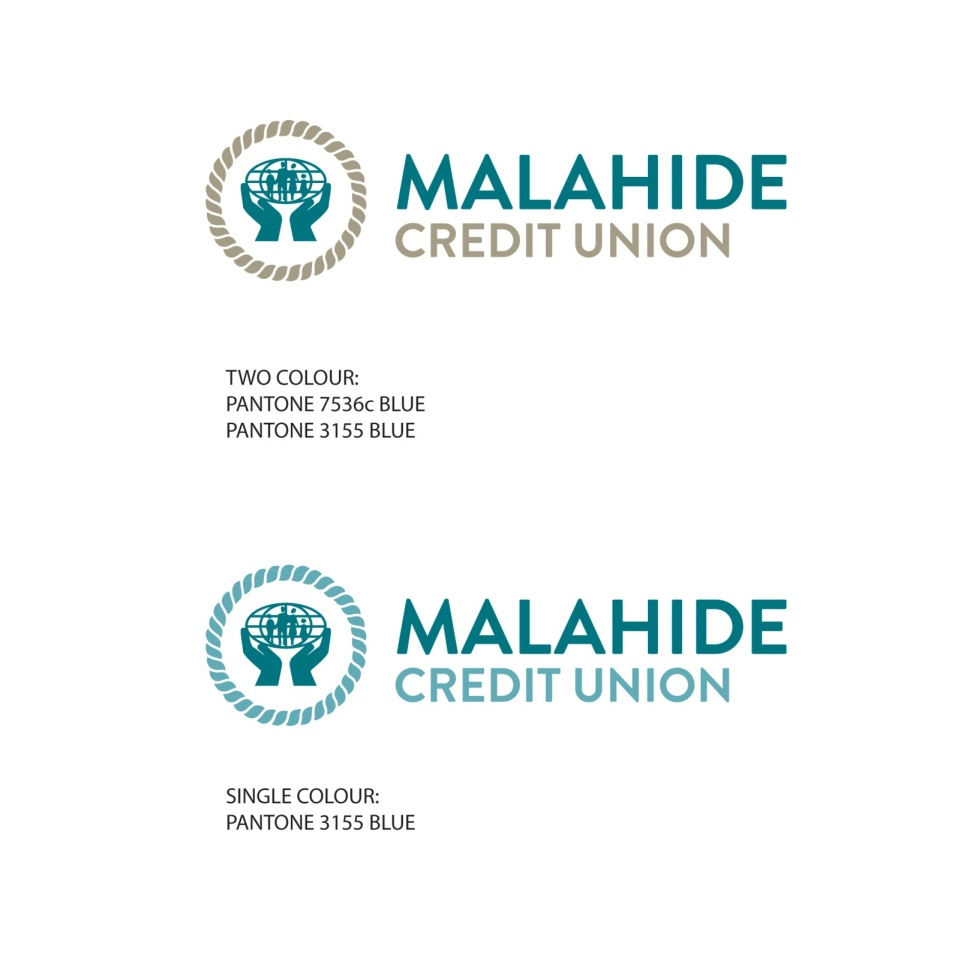 MALAHIDE
CREDIT UNION
TWO COLOUR:
PANTONE 7536c BLUE
PANTONE 3155 BLUE
MALAHIDE
CREDIT UNION
SINGLE COLOUR:
PANTONE 3155 BLUE